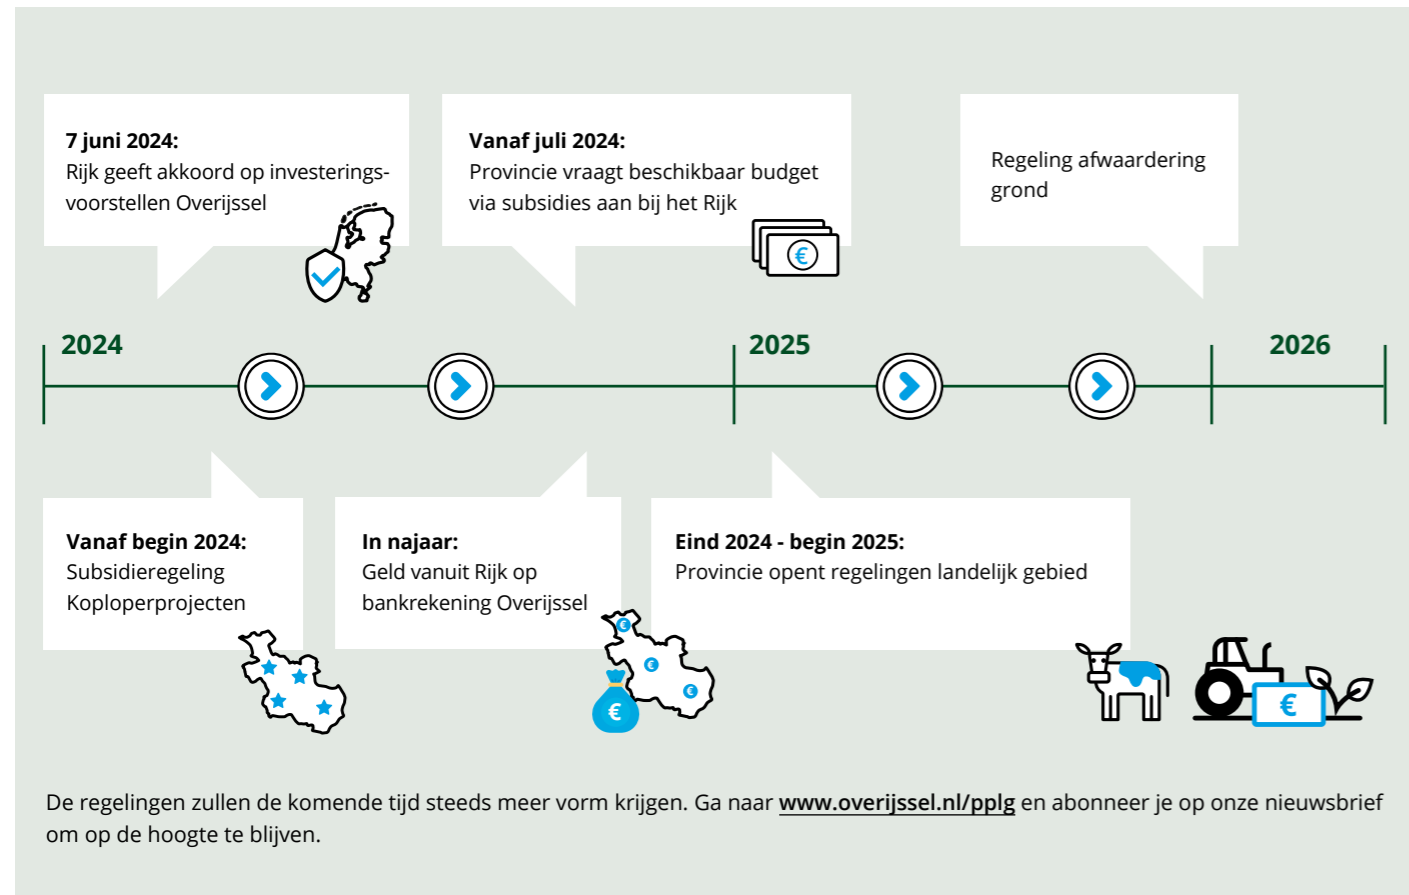 7 juni 2024:
Rijk geeft akkoord op investerings-
voorstellen Overijssel
Vanaf juli 2024:
Provincie vraagt beschikbaar budget
via subsidies aan bij het Rijk
€
Regeling afwaardering
grond
2024
2025
2026
Vanaf begin 2024:
Subsidieregeling
Koploperprojecten
In najaar:
Geld vanuit Rijk op
bankrekening Overijssel
€
€
€
€
Eind 2024 - begin 2025:
Provincie opent regelingen landelijk gebied
€
De regelingen zullen de komende tijd steeds meer vorm krijgen. Ga naar www.overijssel.nl/pplg en abonneer je op onze nieuwsbrief
om op de hoogte te blijven.